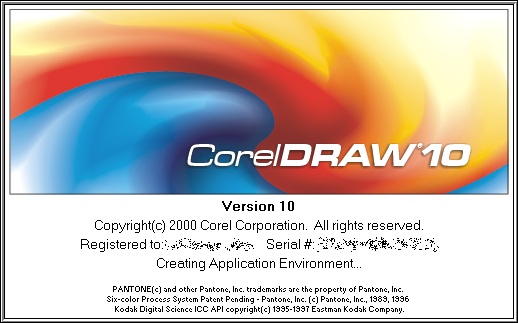 CorelDRAW®10
Version 10
Copyright(c) 2000 Corel Corporation. All rights reserved.
Registered to: Serial #:
Creating Application Environment...
PANTONE(c) and other Pantone, Inc. trademarks are the property of Pantone, Inc.
Six-color Process System Patent Pending - Pantone, Inc. (c) Pantone, Inc., 1989, 1996
Kodak Digital Science ICC API copyright(c) 1995-1997 Eastman Kodak Company.